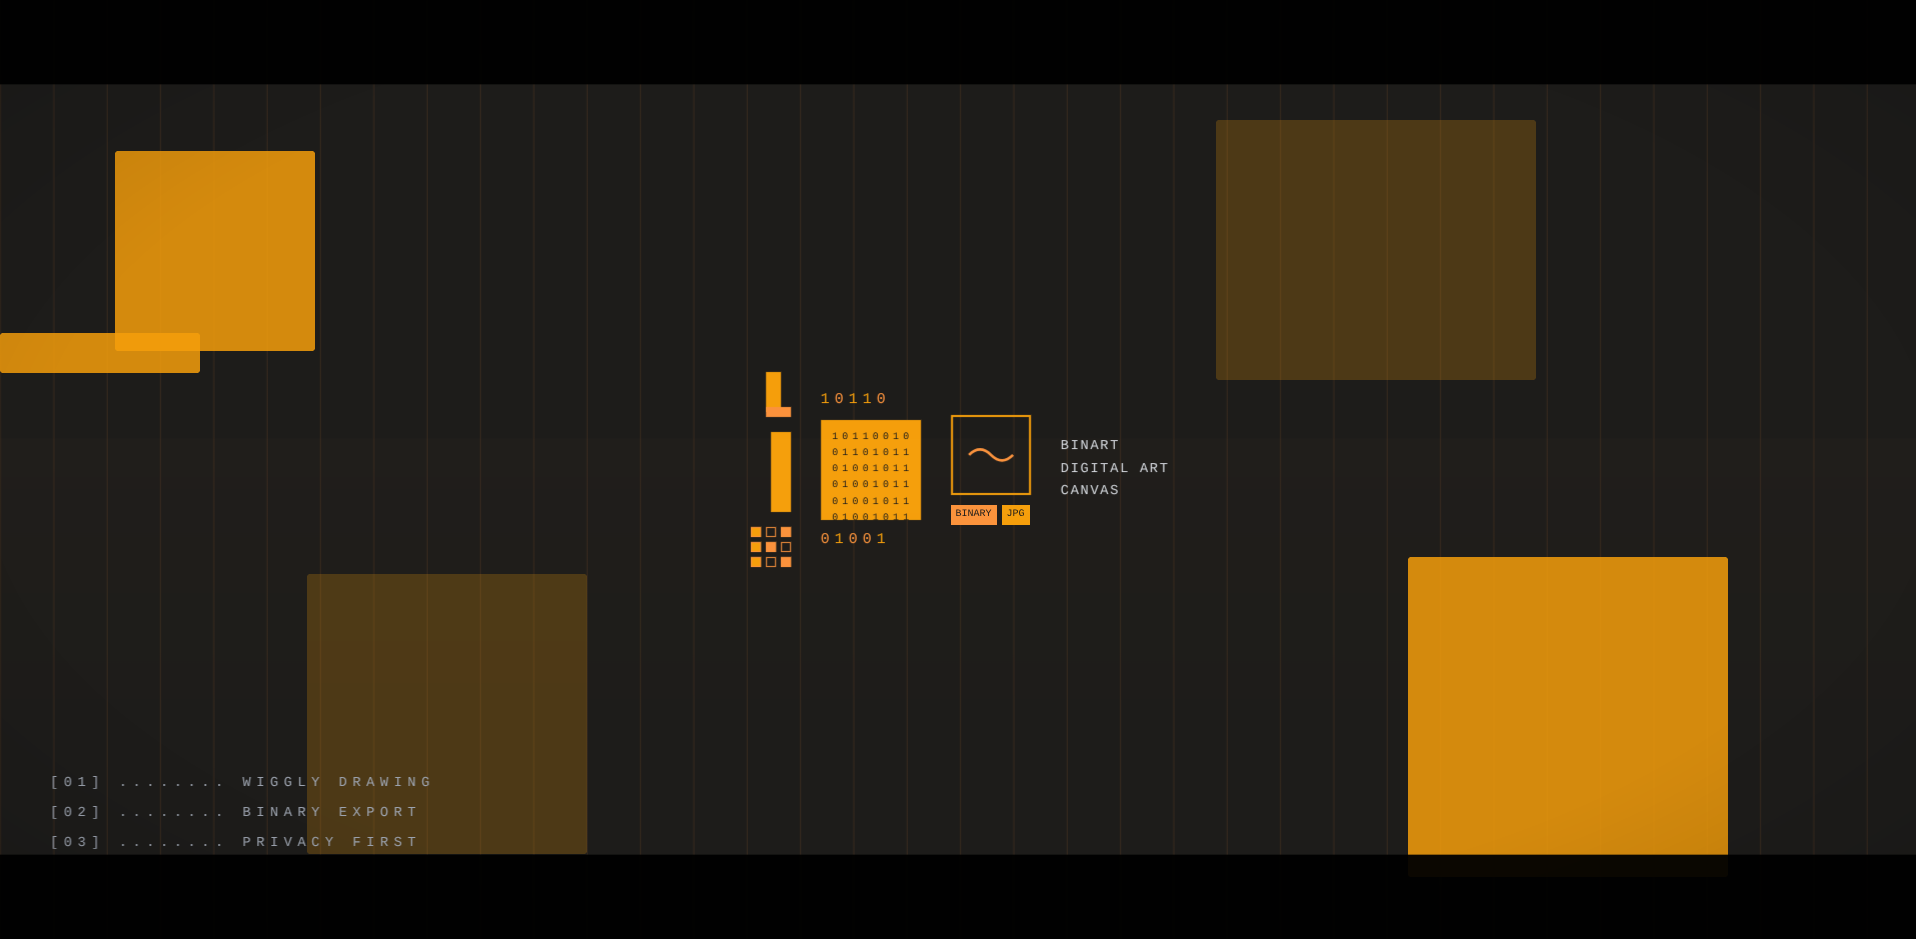 10110
10110010
01101011
01001011
01001011
01001011
01001011
01001
BINARY JPG
BINART
DIGITAL ART
CANVAS
[01] ........ WIGGLY DRAWING
[02] ........ BINARY EXPORT
[03] ........ PRIVACY FIRST